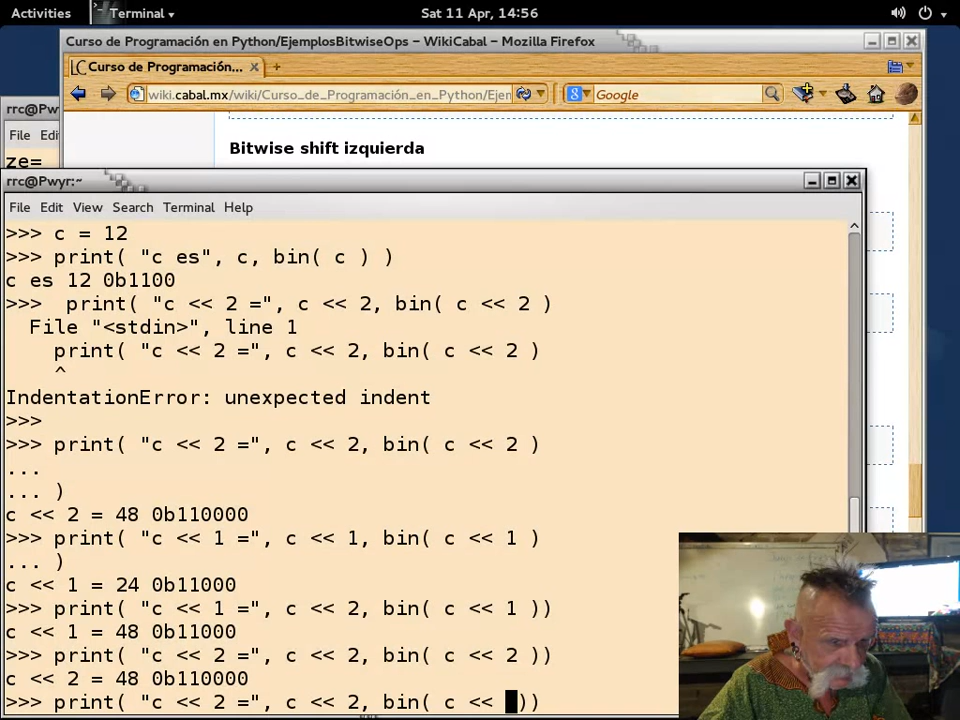 Activities Terminal Sat 11 Apr, 14:56
Curso de Programación en Python/EjemplosBitwiseOps – WikiCabal – Mozilla Firefox
Curso de Programación...
wiki.cabal.mx/wiki/Curso_de_Programación_en_Python/Ejer
Google
Bitwise shift izquierda
rrc@Pw
File Edi
ze=
rrc@Pwyr:~
File Edit View Search Terminal Help
>>> c = 12
>>> print( "c es", c, bin( c ) )
c es 12 0b1100
>>>  print( "c << 2 =", c << 2, bin( c << 2 )
  File "<stdin>", line 1
    print( "c << 2 =", c << 2, bin( c << 2 )
    ^
IndentationError: unexpected indent
>>>
>>> print( "c << 2 =", c << 2, bin( c << 2 )
...
... )
c << 2 = 48 0b110000
>>> print( "c << 1 =", c << 1, bin( c << 1 )
... )
c << 1 = 24 0b11000
>>> print( "c << 1 =", c << 2, bin( c << 1 ))
c << 1 = 48 0b11000
>>> print( "c << 2 =", c << 2, bin( c << 2 ))
c << 2 = 48 0b110000
>>> print( "c << 2 =", c << 2, bin( c << ))